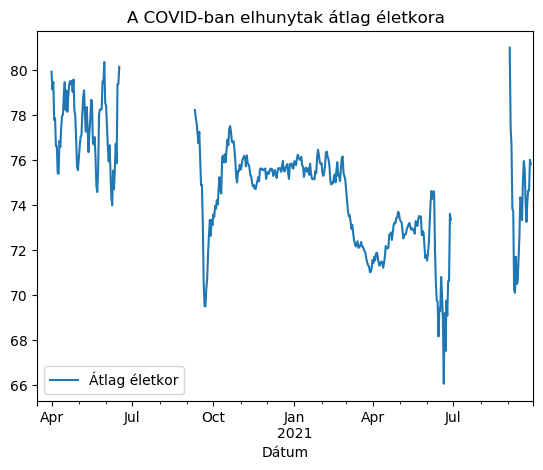 A COVID-ban elhunytak átlag életkora
80
78
76
74
72
70
68
66
Átlag életkor
Apr Jul Oct Jan Apr Jul
2021
Dátum